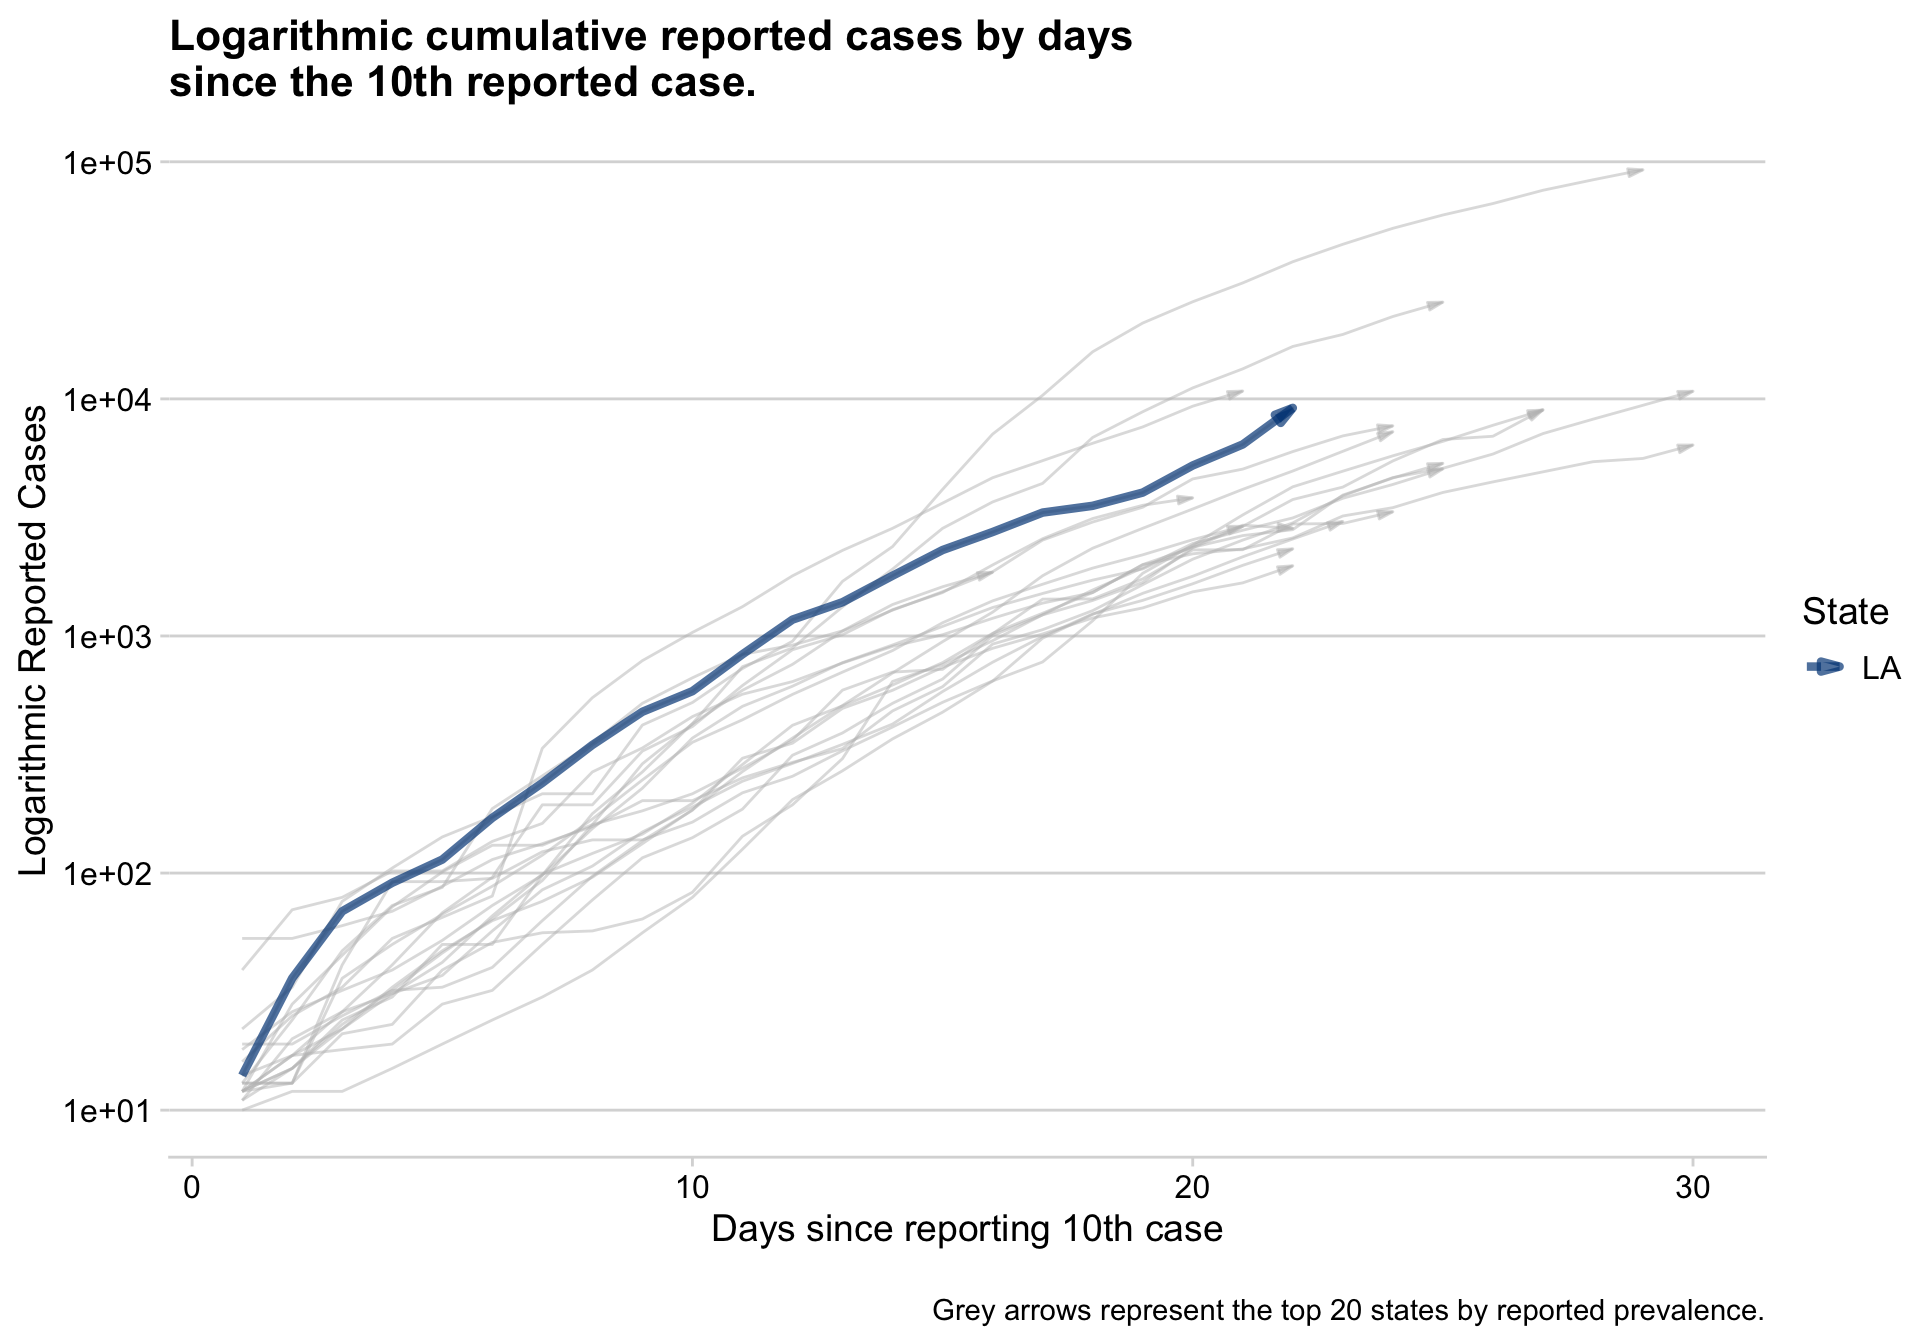 Logarithmic cumulative reported cases by days
since the 10th reported case.
1e+05
1e+04
1e+03
1e+02
1e+01
Logarithmic Reported Cases
0 10 20 30
Days since reporting 10th case
State
LA
Grey arrows represent the top 20 states by reported prevalence.